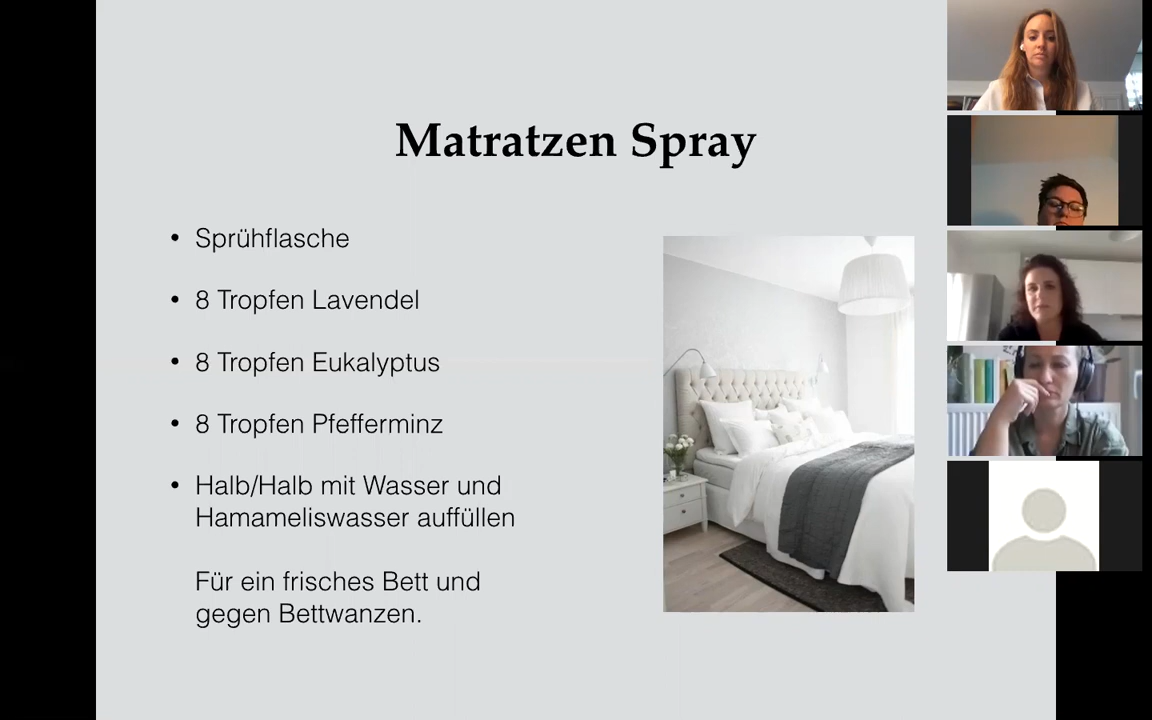 Matratzen Spray
• Sprühflasche
• 8 Tropfen Lavendel
• 8 Tropfen Eukalyptus
• 8 Tropfen Pfefferminz
• Halb/Halb mit Wasser und
Hamameliswasser auffüllen
Für ein frisches Bett und
gegen Bettwanzen.